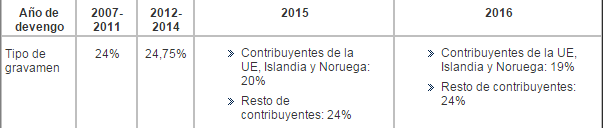 Año de devengo 2007-2011 2012-2014 2015 2016
Tipo de gravamen 24% 24,75%
» Contribuyentes de la UE, Islandia y Noruega: 20%
» Resto de contribuyentes: 24%
» Contribuyentes de la UE, Islandia y Noruega: 19%
» Resto de contribuyentes: 24%